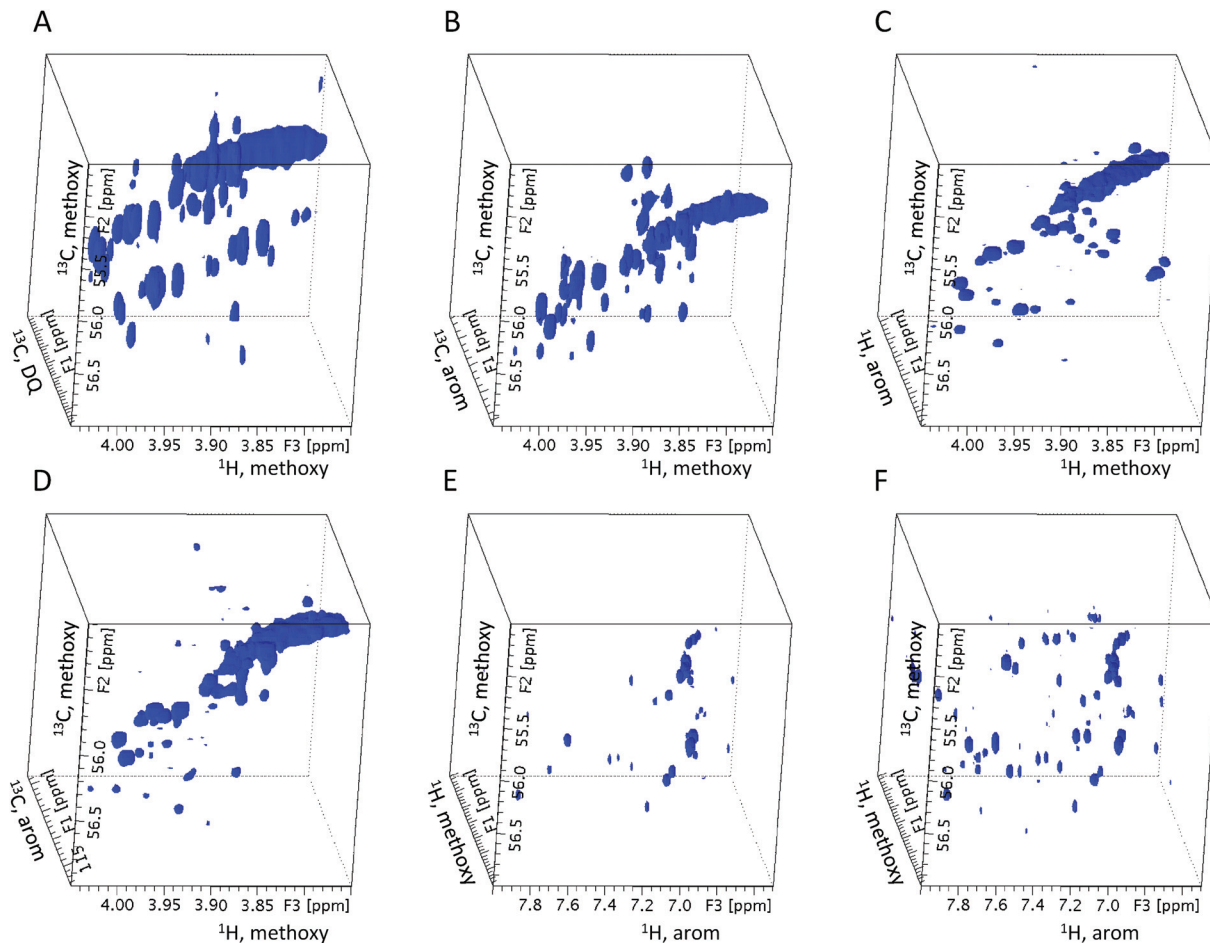 A
¹³C, methoxy
F2 [ppm]
55.5
56.0
56.5
¹³C, DQ
F1 [ppm]
4.00 3.95 3.90 3.85 F3 [ppm]
¹H, methoxy
B
¹³C, methoxy
F2 [ppm]
55.5
56.0
56.5
¹³C, arom
F1 [ppm]
4.00 3.95 3.90 3.85 F3 [ppm]
¹H, methoxy
C
¹³C, methoxy
F2 [ppm]
55.5
56.0
56.5
¹H, arom
F1 [ppm]
4.00 3.95 3.90 3.85 F3 [ppm]
¹H, methoxy
D
¹³C, methoxy
F2 [ppm]
56.0
56.5
¹³C, arom
F1 [ppm]
115
4.00 3.95 3.90 3.85 F3 [ppm]
¹H, methoxy
E
¹³C, methoxy
F2 [ppm]
55.5
56.0
56.5
¹H, methoxy
F1 [ppm]
7.8 7.6 7.4 7.2 7.0 F3 [ppm]
¹H, arom
F
¹³C, methoxy
F2 [ppm]
55.5
56.0
56.5
¹H, methoxy
F1 [ppm]
7.8 7.6 7.4 7.2 7.0 F3 [ppm]
¹H, arom